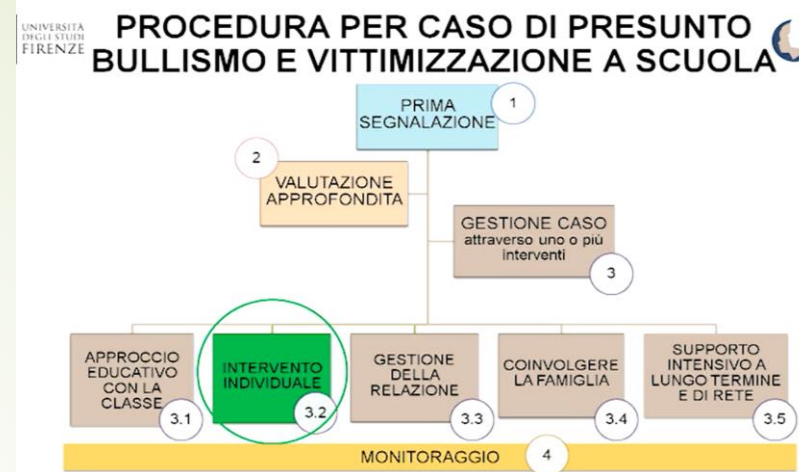 UNIVERSITÀ
DEGLI STUDI
FIRENZE
PROCEDURA PER CASO DI PRESUNTO
BULLISMO E VITTIMIZZAZIONE A SCUOLA
PRIMA
SEGNALAZIONE
1
2
VALUTAZIONE
APPROFONDITA
GESTIONE CASO
attraverso uno o più
interventi
3
APPROCCIO
EDUCATIVO
CON LA
CLASSE
3.1
INTERVENTO
INDIVIDUALE
3.2
GESTIONE
DELLA
RELAZIONE
3.3
COINVOLGERE
LA FAMIGLIA
3.4
SUPPORTO
INTENSIVO A
LUNGO TERMINE
E DI RETE
3.5
MONITORAGGIO
4